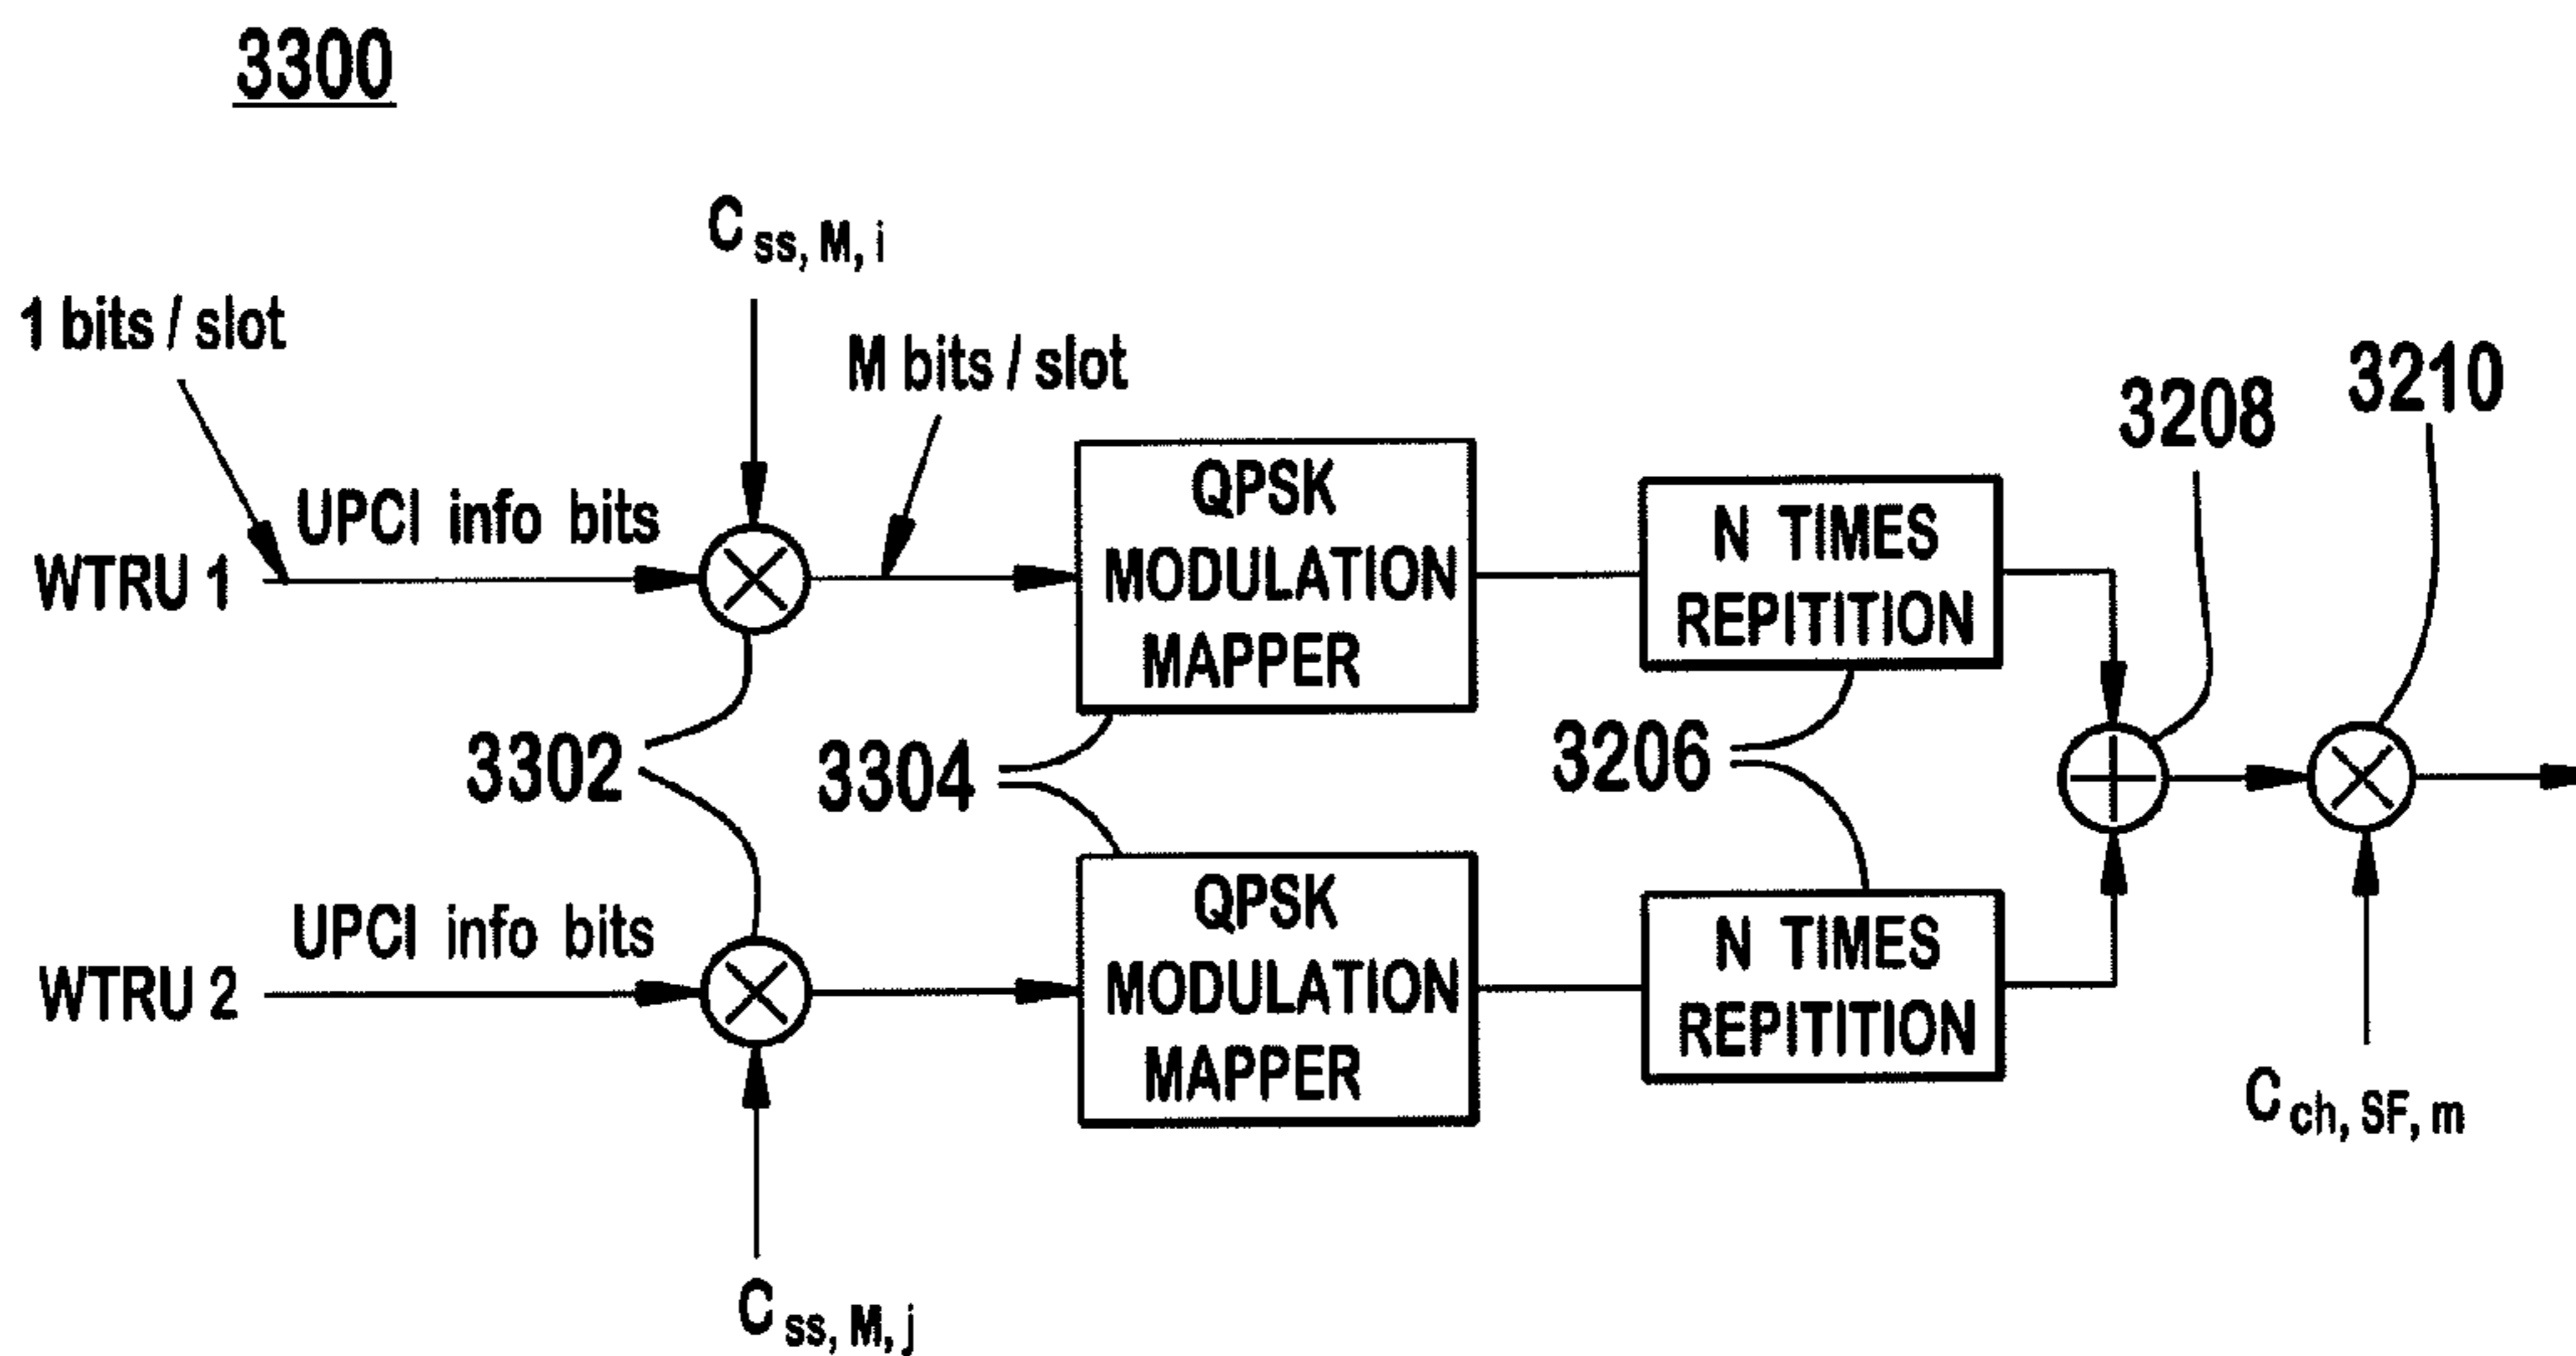 3300
C ss, M, i
1 bits / slot
M bits / slot
3208
3210
UPCI info bits
WTRU 1
QPSK
MODULATION
MAPPER
N TIMES
REPITITION
3302
3304
3206
UPCI info bits
WTRU 2
QPSK
MODULATION
MAPPER
N TIMES
REPITITION
C ch, SF, m
C ss, M, j